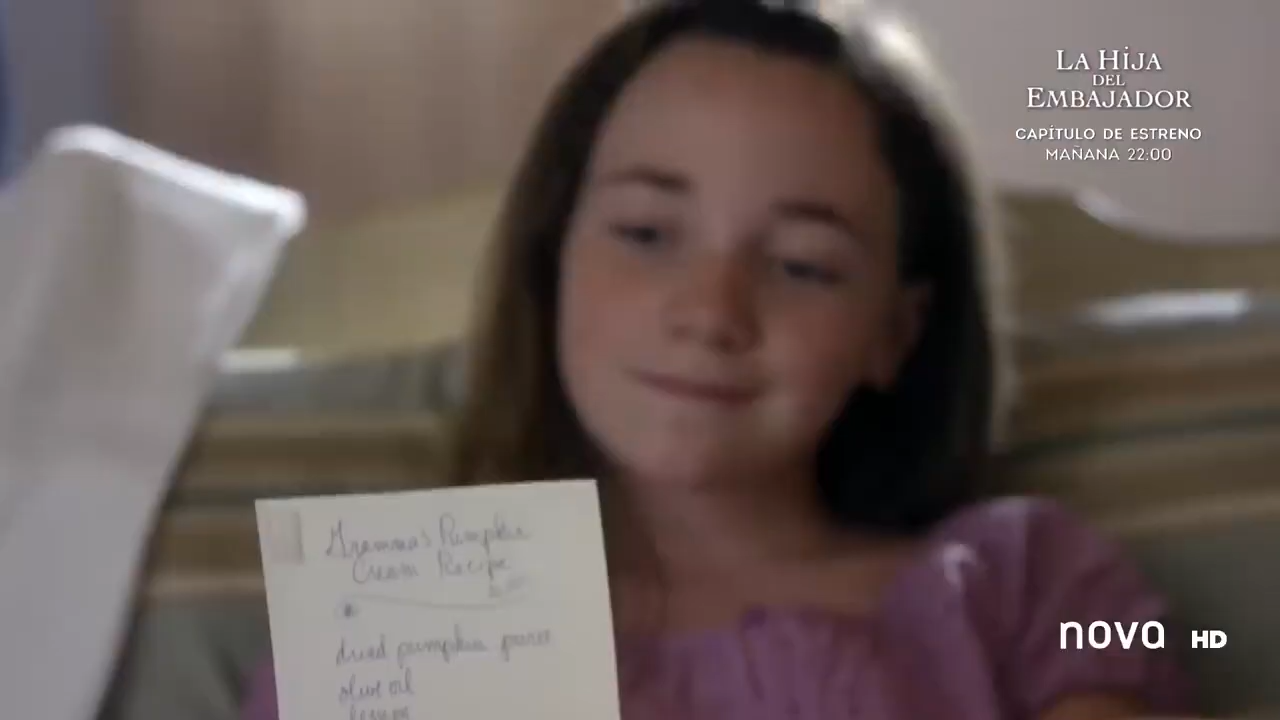 LA HIJA
DEL
EMBAJADOR
CAPÍTULO DE ESTRENO
MAÑANA 22:00
Gramma's Pumpkin
Cream Recipe
dried pumpkin puree
olive oil
nova HD